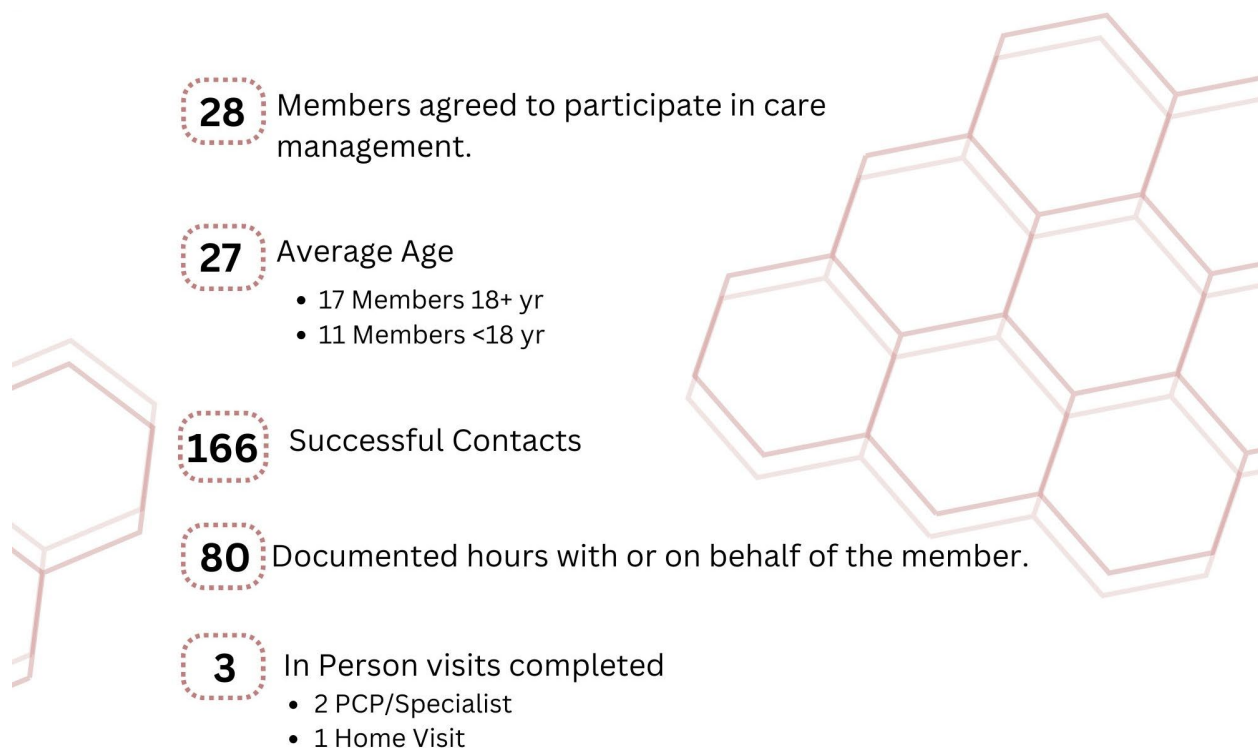 28 Members agreed to participate in care
management.
27 Average Age
• 17 Members 18+ yr
• 11 Members <18 yr
166 Successful Contacts
80 Documented hours with or on behalf of the member.
3 In Person visits completed
• 2 PCP/Specialist
• 1 Home Visit